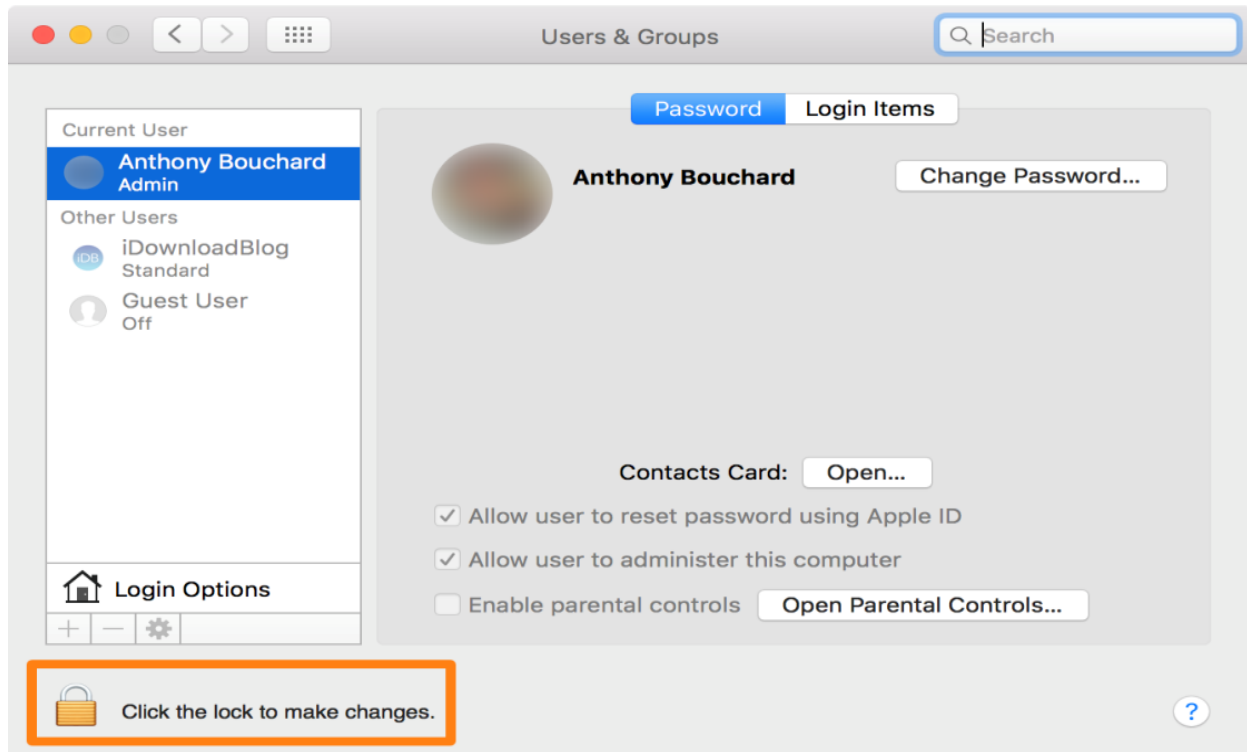 Users & Groups
Search
Password
Login Items
Current User
Anthony Bouchard
Admin
Other Users
iDB
iDownloadBlog
Standard
Guest User
Off
Login Options
Anthony Bouchard
Change Password...
Contacts Card:
Open...
Allow user to reset password using Apple ID
Allow user to administer this computer
Enable parental controls
Open Parental Controls...
Click the lock to make changes.
?